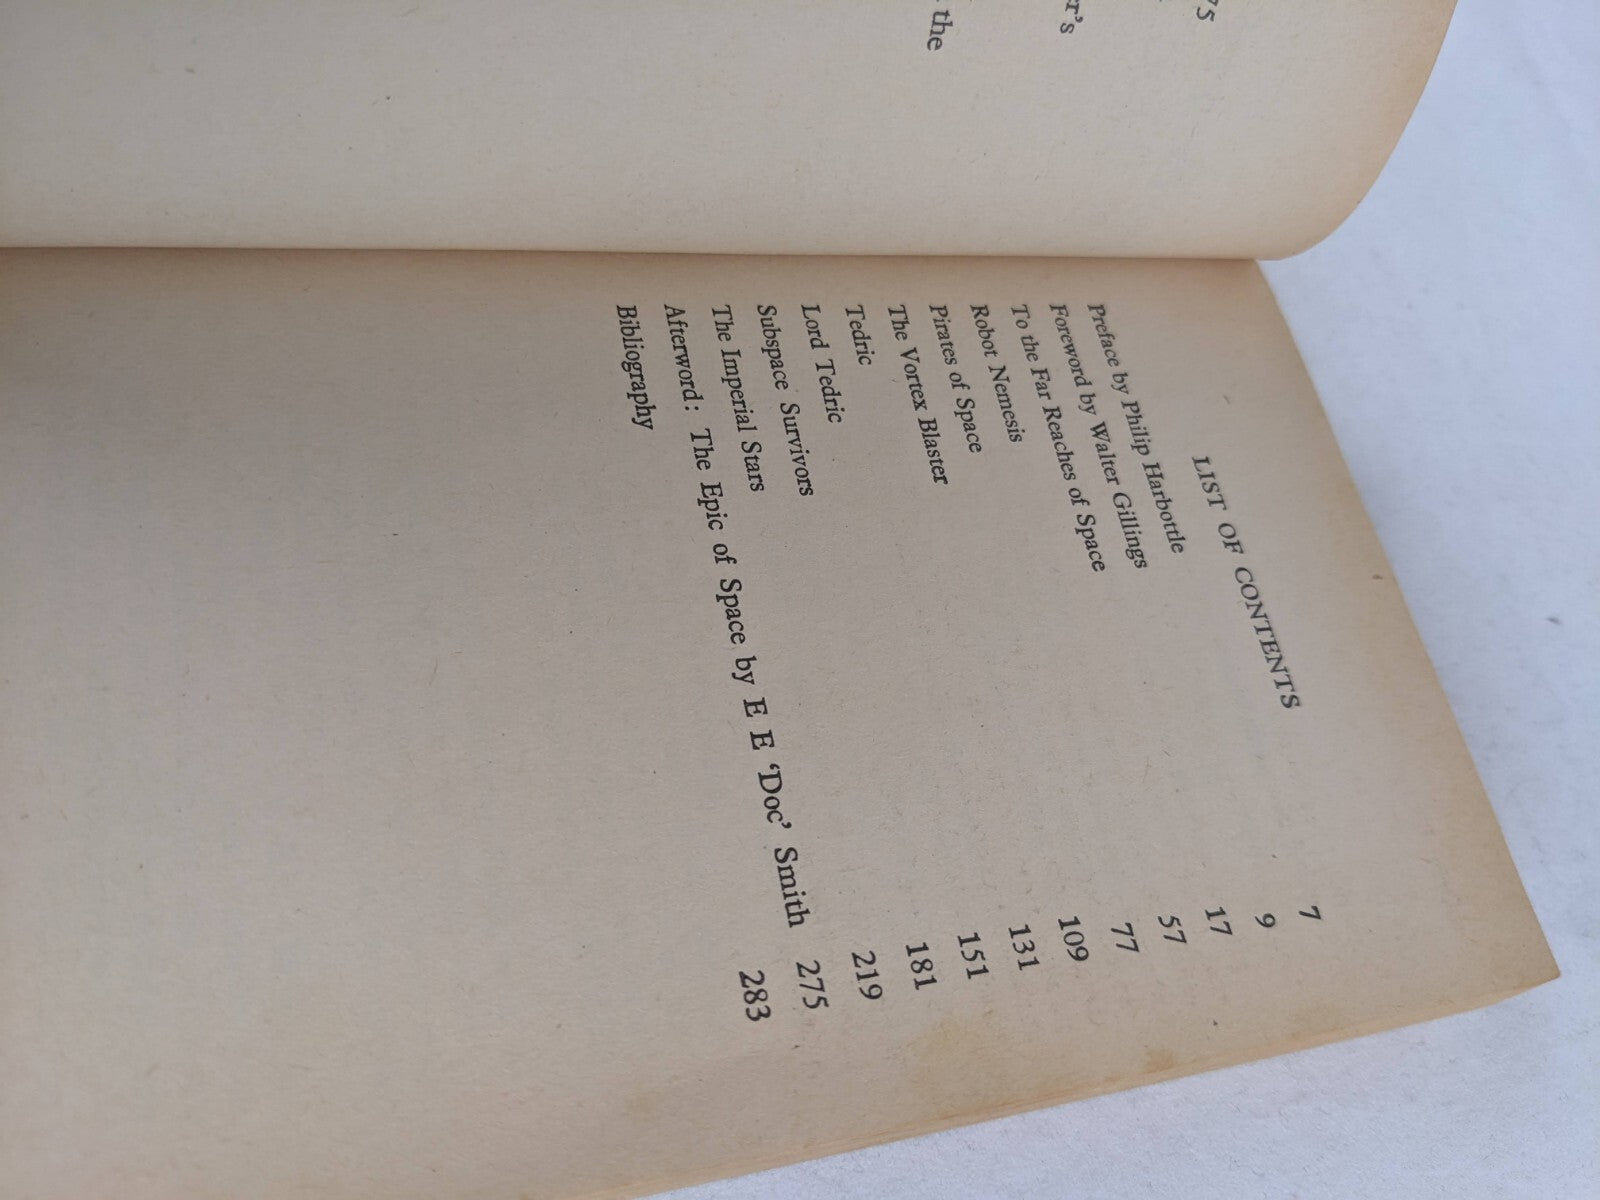 's
r's
the
LIST OF CONTENTS
Preface by Philip Harbottle 7
Foreword by Walter Gillings 9
To the Far Reaches of Space 17
Robot Nemesis 57
Pirates of Space 77
The Vortex Blaster 109
Tedric 131
Lord Tedric 151
Subspace Survivors 181
The Imperial Stars 219
Afterword: The Epic of Space by E E 'Doc' Smith 275
Bibliography 283